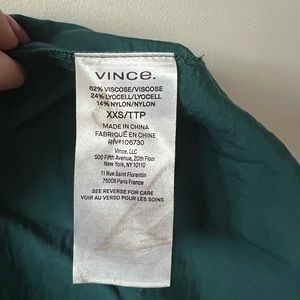 VINCE.
62% VISCOSE/VISCOSE
24% LYOCELL/LYOCELL
14% NYLON/NYLON
XXS/TTP
MADE IN CHINA
FABRIQUÉ EN CHINE
RN#106730
Vince, LLC
500 Fifth Avenue, 20th Floor
New York, NY 10110
11 Rue Saint Florentin
75008 Paris France
SEE REVERSE FOR CARE
VOIR AU VERSO POUR LES SOINS